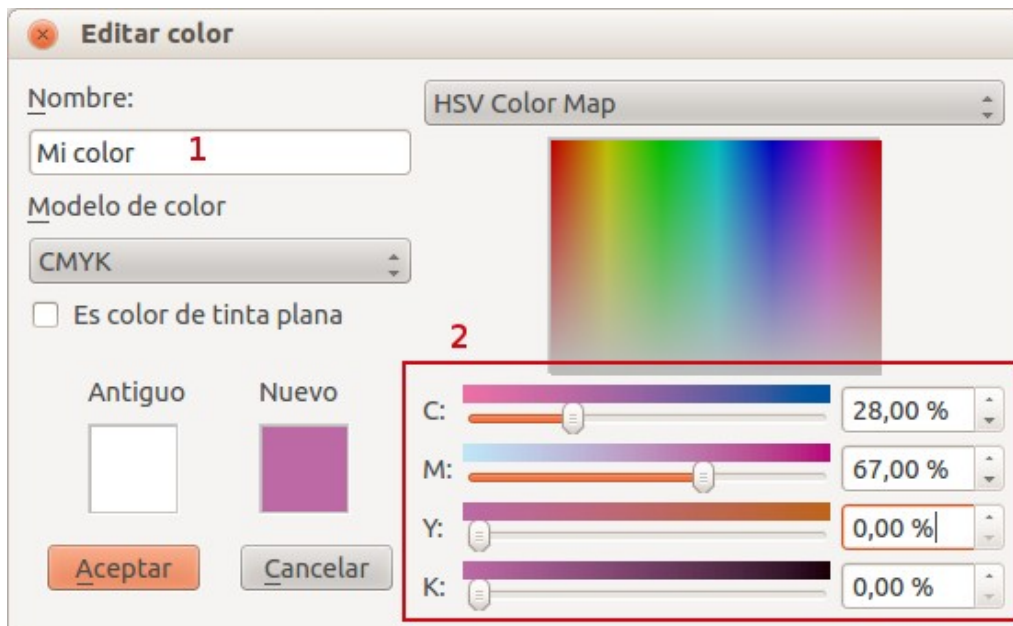 Editar color
Nombre:
HSV Color Map
Mi color 1
Modelo de color
CMYK
Es color de tinta plana
2
Antiguo Nuevo
C: 28,00 %
M: 67,00 %
Y: 0,00 %
K: 0,00 %
Aceptar Cancelar